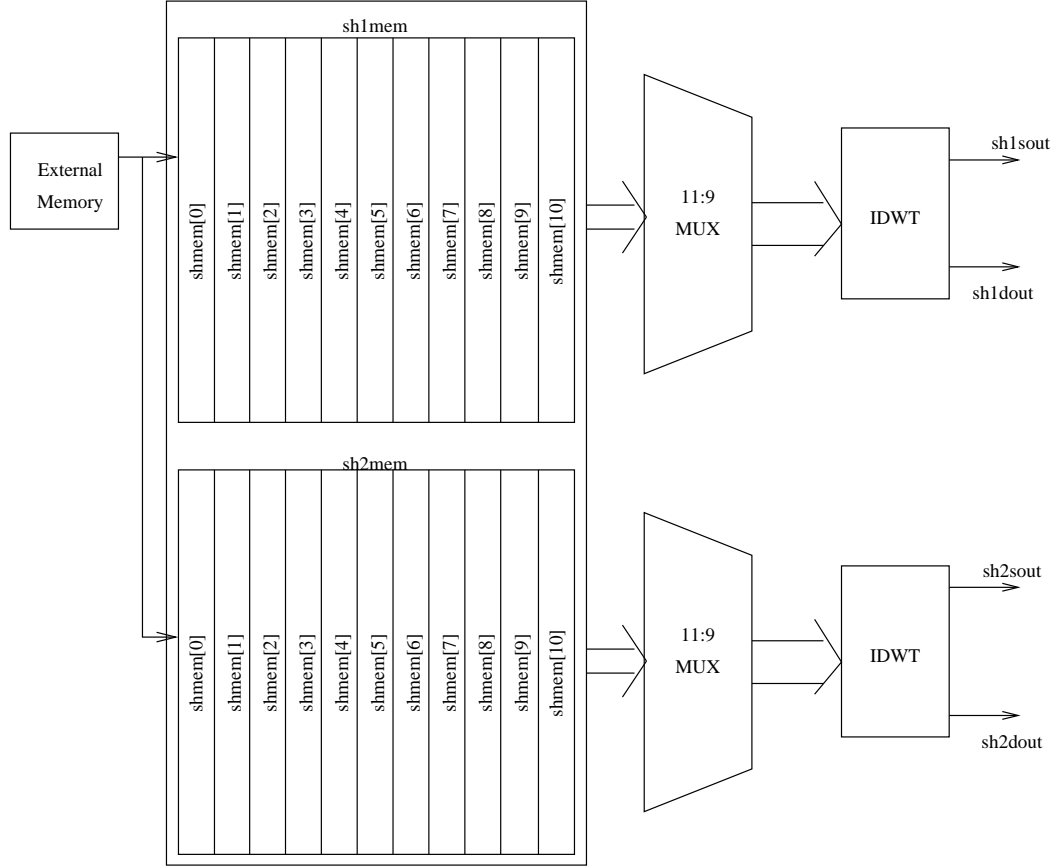 sh1mem
External
Memory
shmem[0]
shmem[1]
shmem[2]
shmem[3]
shmem[4]
shmem[5]
shmem[6]
shmem[7]
shmem[8]
shmem[9]
shmem[10]
11:9
MUX
IDWT
sh1sout
sh1dout
sh2mem
shmem[0]
shmem[1]
shmem[2]
shmem[3]
shmem[4]
shmem[5]
shmem[6]
shmem[7]
shmem[8]
shmem[9]
shmem[10]
11:9
MUX
IDWT
sh2sout
sh2dout